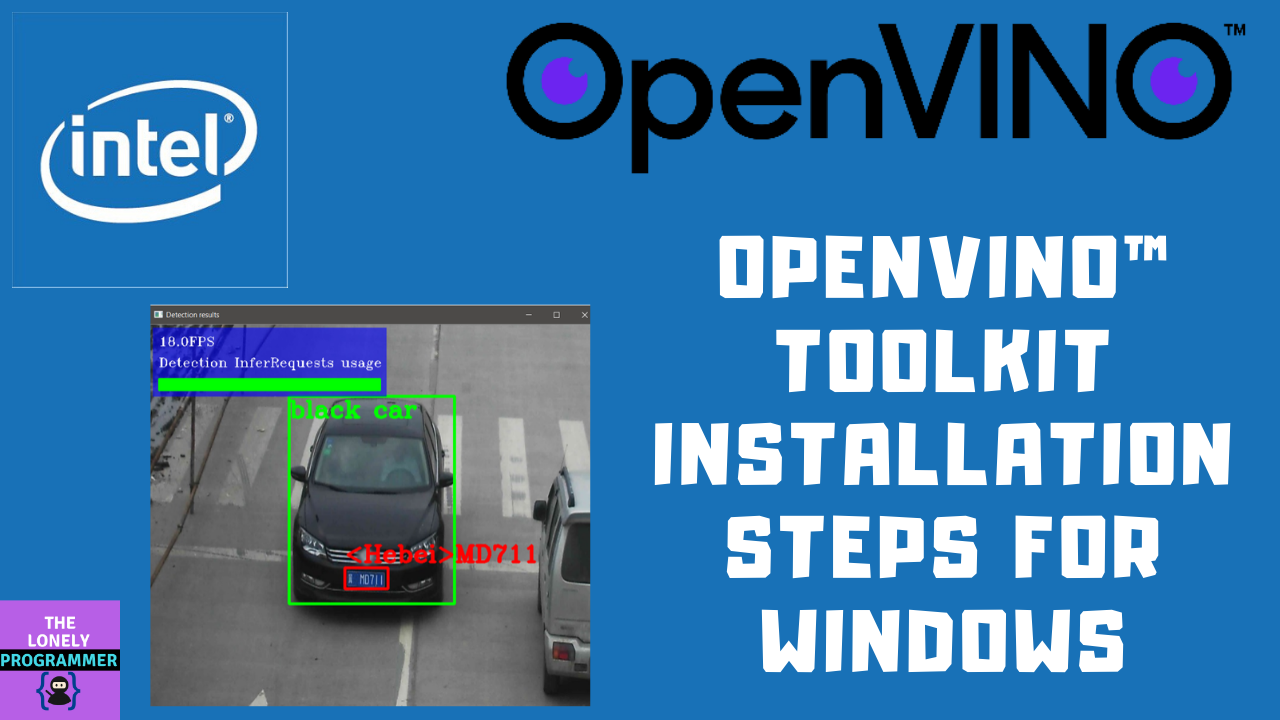 intel®
OpenVINO™
OPENVINO™
TOOLKIT
INSTALLATION
STEPS FOR
WINDOWS
Detection results
18.0FPS
Detection InferRequests usage
black car
<Hebei>MD711
MD711
THE
LONELY
PROGRAMMER
{ }